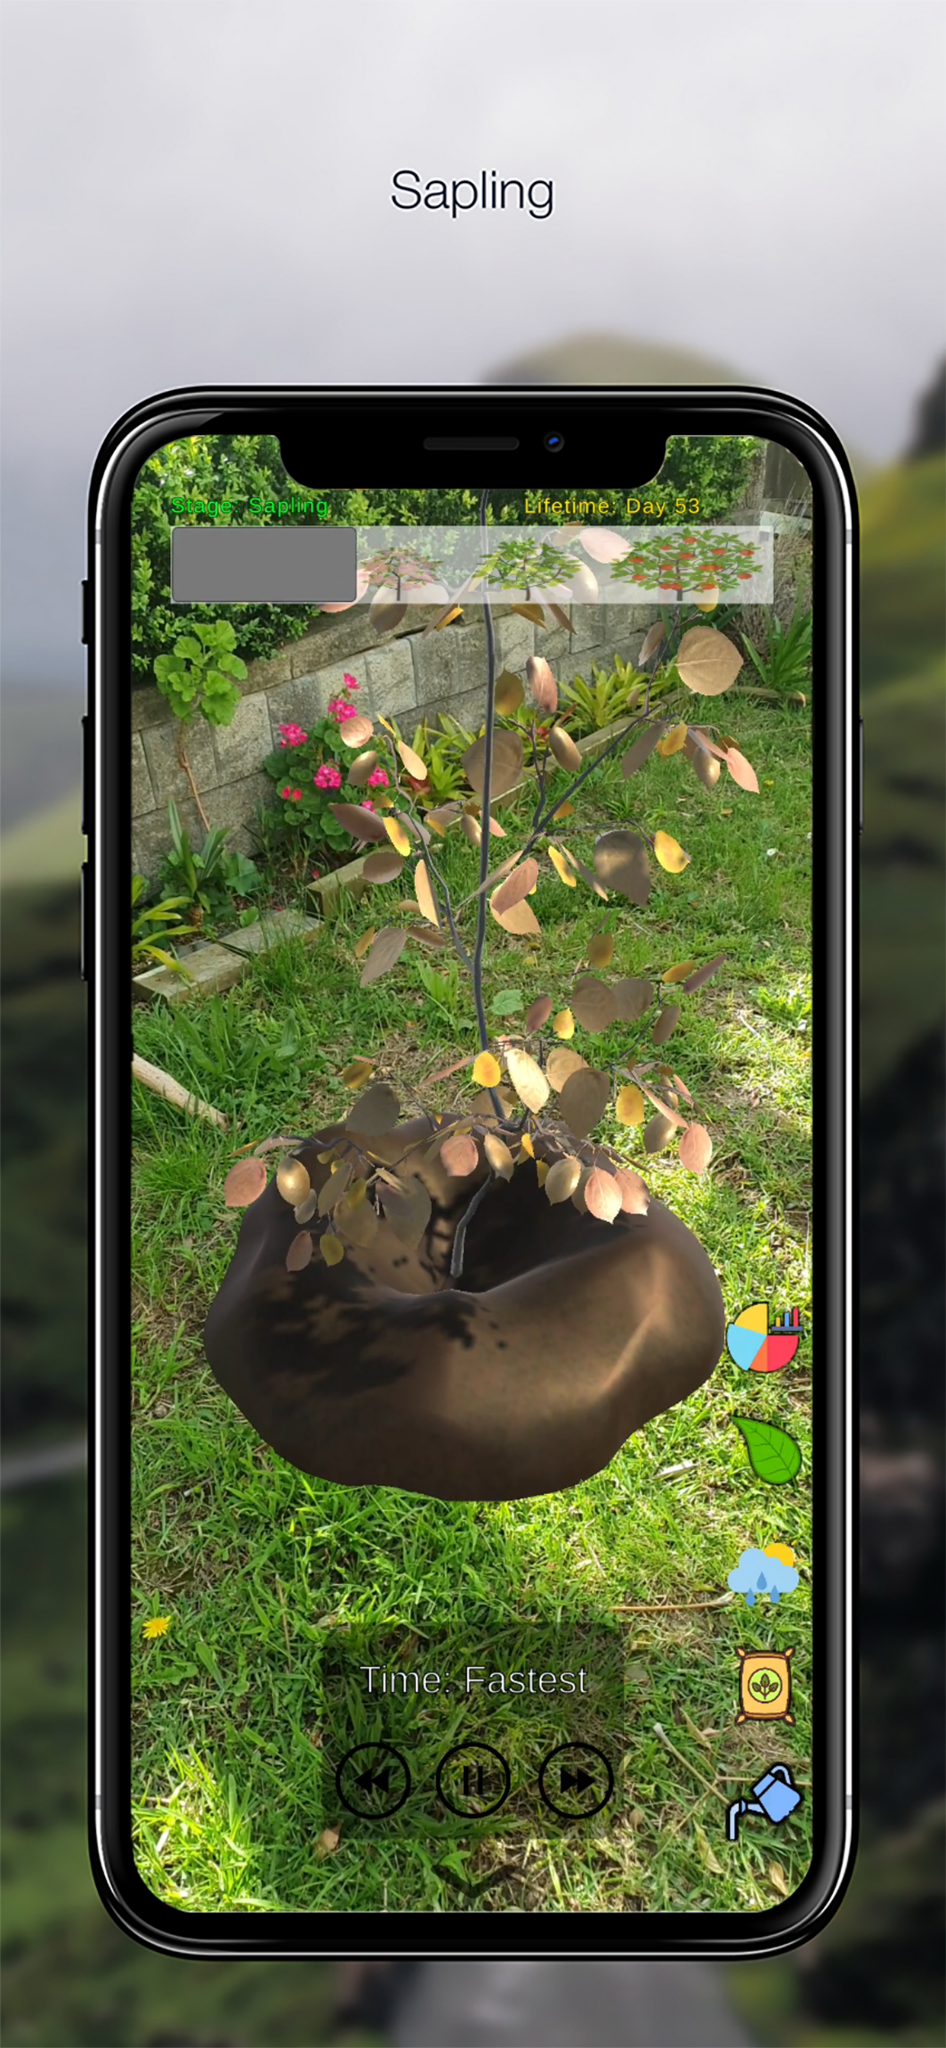 Sapling
Stage: Sapling
Lifetime: Day 53
Time: Fastest